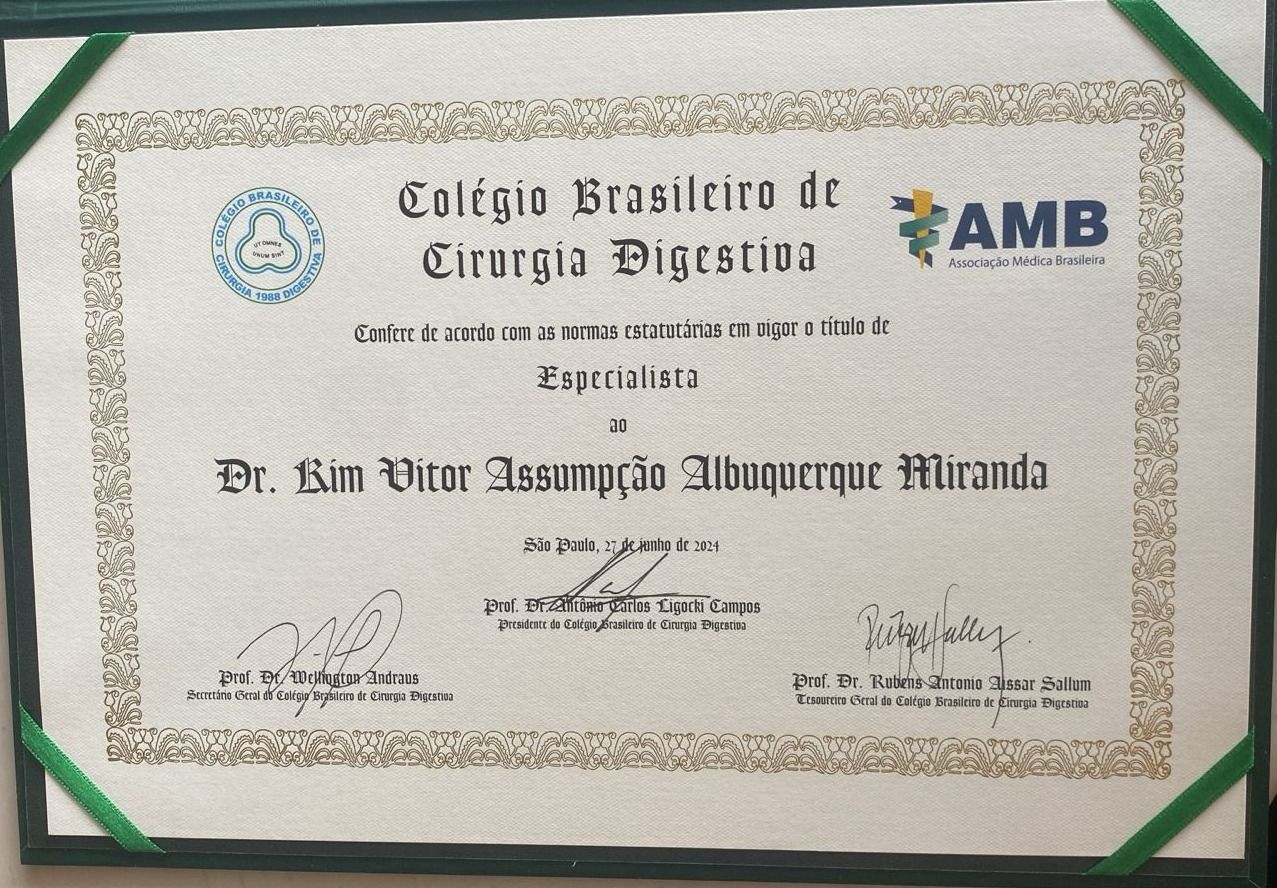 Colégio Brasileiro de
Cirurgia Digestiva
COLÉGIO BRASILEIRO DE
CIRURGIA 1988 DIGESTIVA
UT OMNES
UNUM SINT
AMB
Associação Médica Brasileira
Confere de acordo com as normas estatutárias em vigor o título de
Especialista
ao
Dr. Kim Vitor Assumpção Albuquerque Miranda
São Paulo, 27 de junho de 2024
Prof. Dr. Antônio Carlos Ligocki Campos
Presidente do Colégio Brasileiro de Cirurgia Digestiva
Prof. Dr. Wellington Andraus
Secretário Geral do Colégio Brasileiro de Cirurgia Digestiva
Prof. Dr. Rubens Antonio Aissar Sallum
Tesoureiro Geral do Colégio Brasileiro de Cirurgia Digestiva